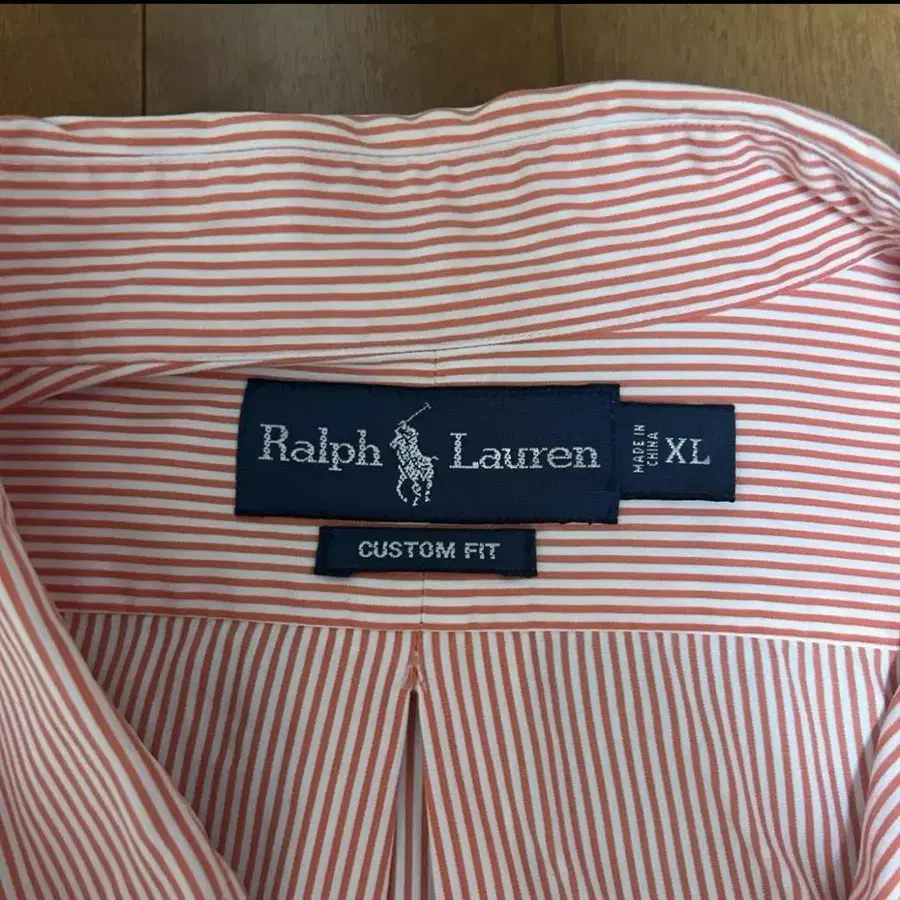 Ralph Lauren
MADE IN
CHINA
XL
CUSTOM FIT